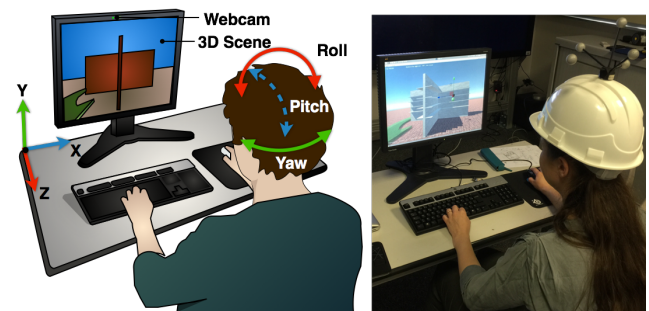 Webcam
3D Scene
Roll
Pitch
Yaw
Y
X
Z